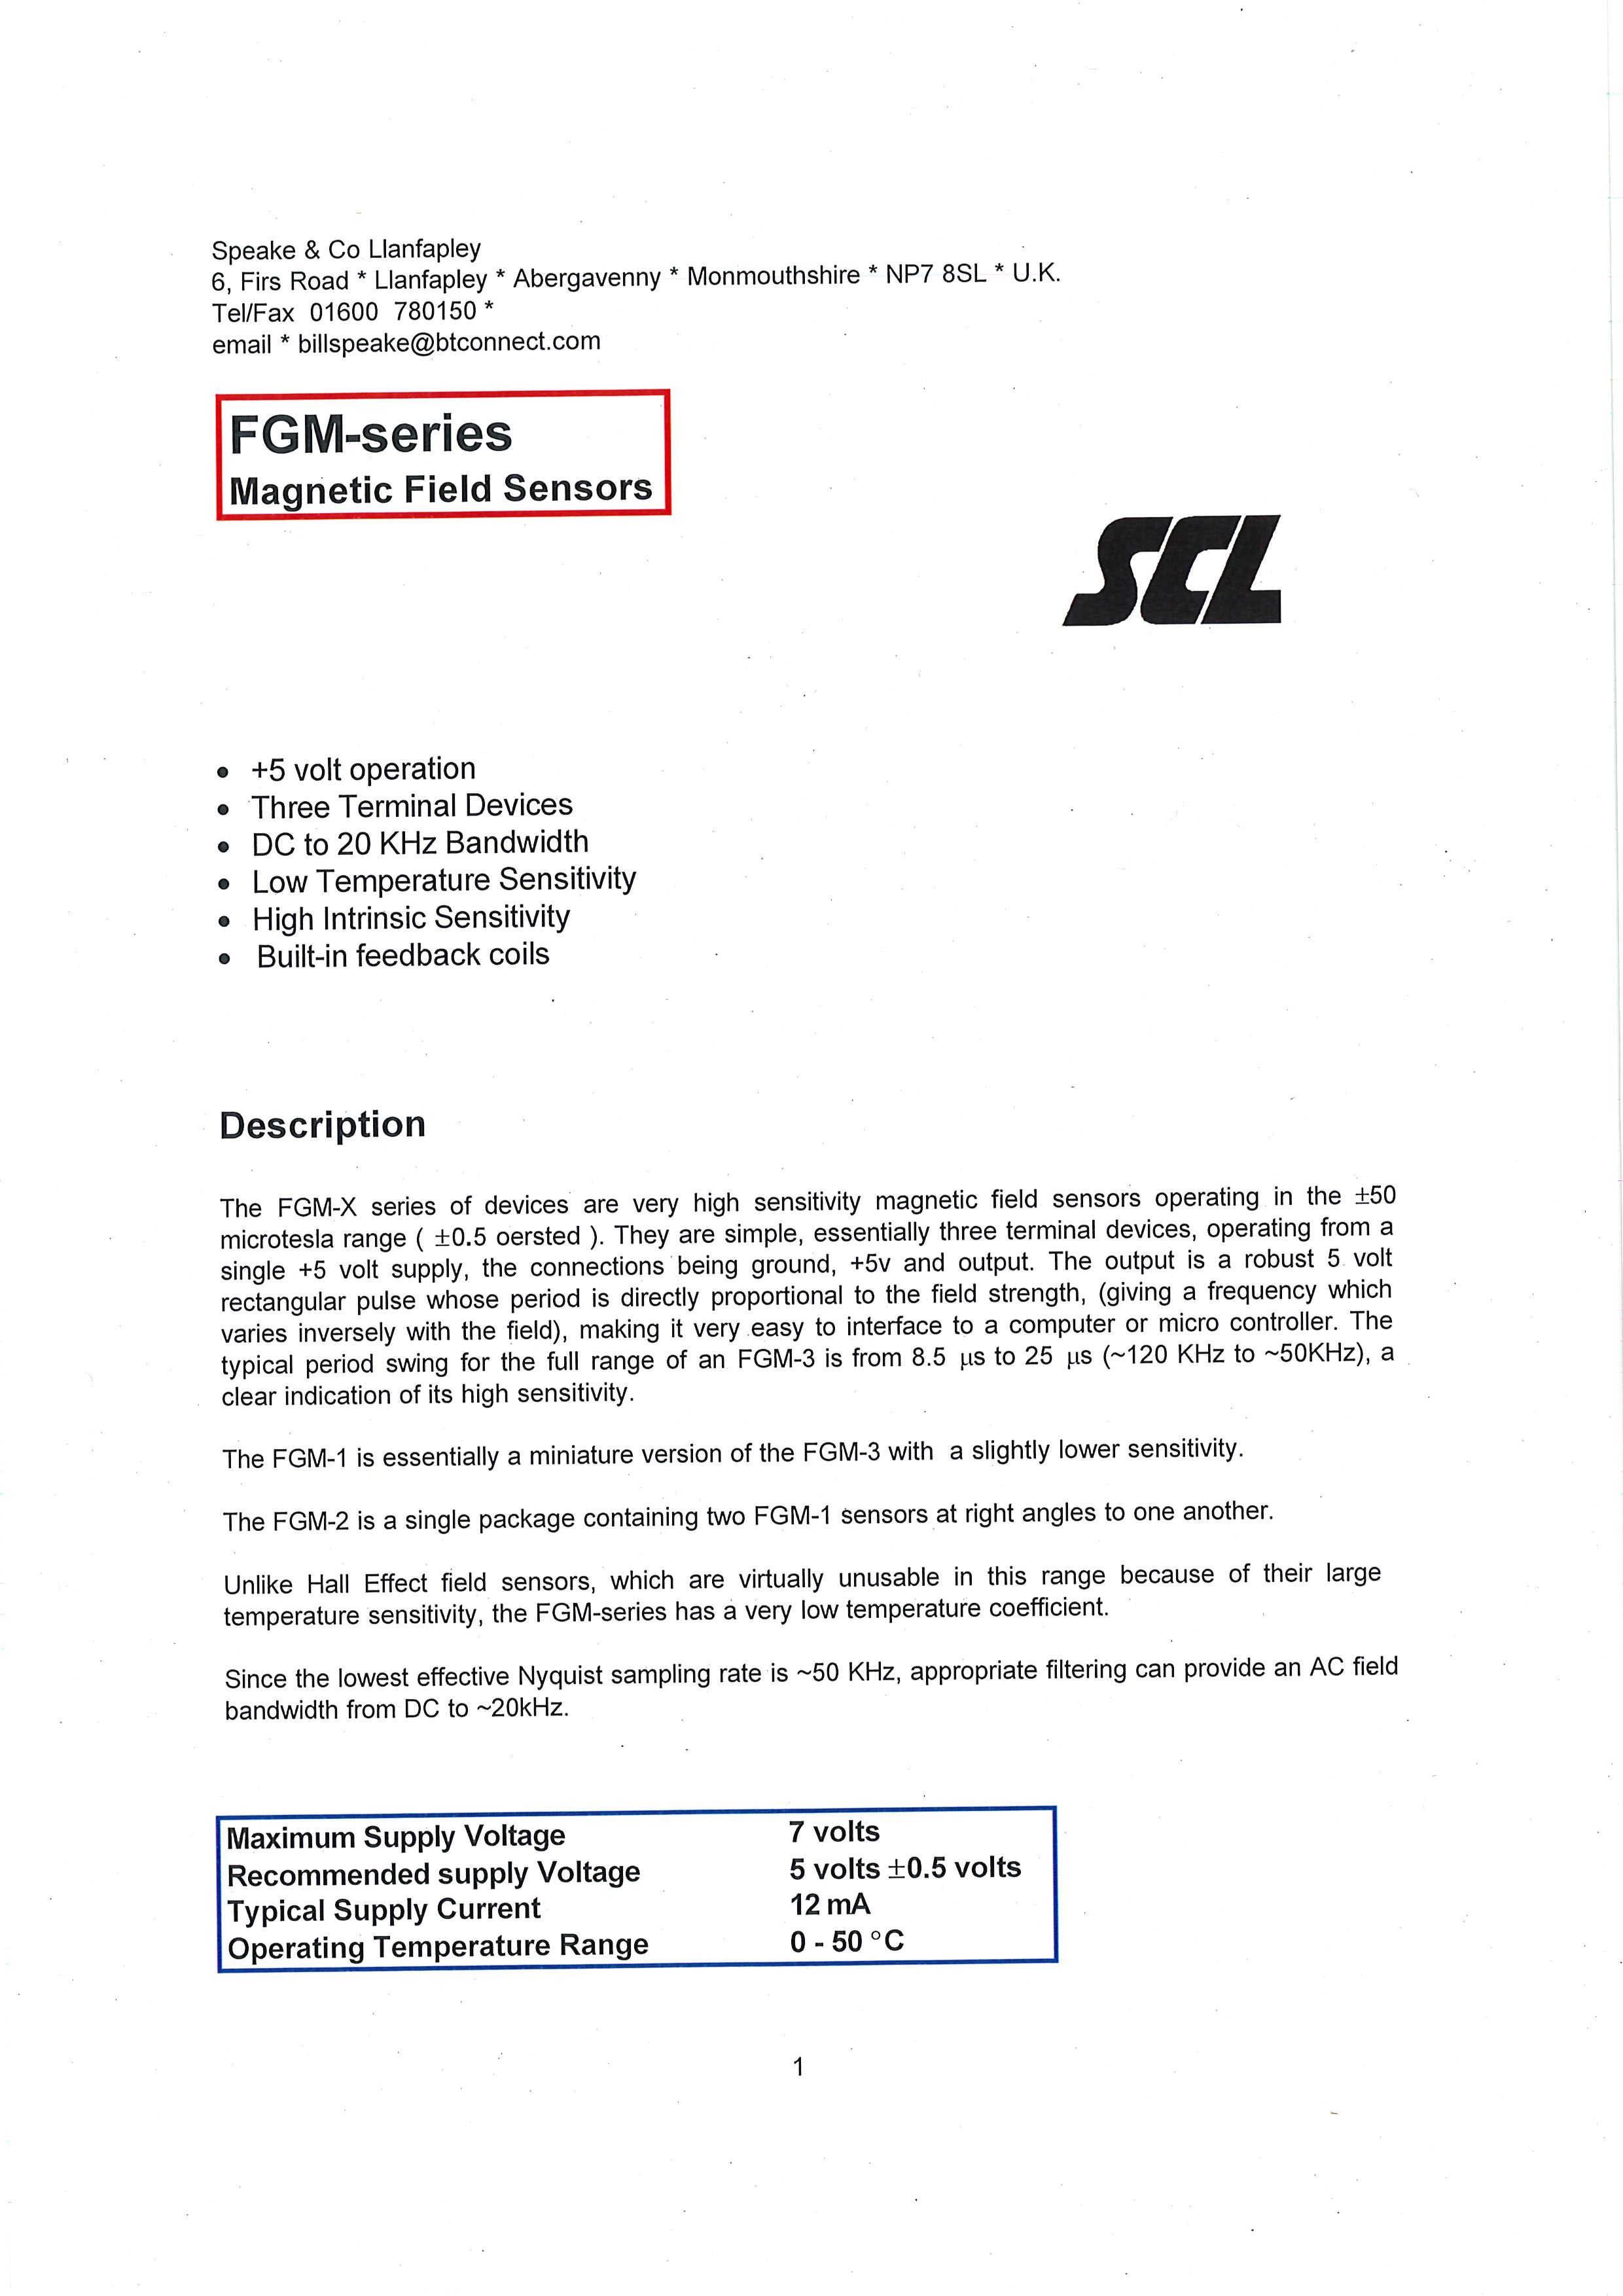 Speake & Co Llanfapley
6, Firs Road * Llanfapley * Abergavenny * Monmouthshire * NP7 8SL * U.K.
Tel/Fax 01600 780150 *
email * billspeake@btconnect.com
FGM-series
Magnetic Field Sensors
SCL
• +5 volt operation
• Three Terminal Devices
• DC to 20 KHz Bandwidth
• Low Temperature Sensitivity
• High Intrinsic Sensitivity
• Built-in feedback coils
Description
The FGM-X series of devices are very high sensitivity magnetic field sensors operating in the ±50
microtesla range ( ±0.5 oersted ). They are simple, essentially three terminal devices, operating from a
single +5 volt supply, the connections being ground, +5v and output. The output is a robust 5 volt
rectangular pulse whose period is directly proportional to the field strength, (giving a frequency which
varies inversely with the field), making it very easy to interface to a computer or micro controller. The
typical period swing for the full range of an FGM-3 is from 8.5 µs to 25 µs (~120 KHz to ~50KHz), a
clear indication of its high sensitivity.
The FGM-1 is essentially a miniature version of the FGM-3 with a slightly lower sensitivity.
The FGM-2 is a single package containing two FGM-1 sensors at right angles to one another.
Unlike Hall Effect field sensors, which are virtually unusable in this range because of their large
temperature sensitivity, the FGM-series has a very low temperature coefficient.
Since the lowest effective Nyquist sampling rate is ~50 KHz, appropriate filtering can provide an AC field
bandwidth from DC to ~20kHz.
Maximum Supply Voltage 7 volts
Recommended supply Voltage 5 volts ±0.5 volts
Typical Supply Current 12 mA
Operating Temperature Range 0 - 50 °C
1